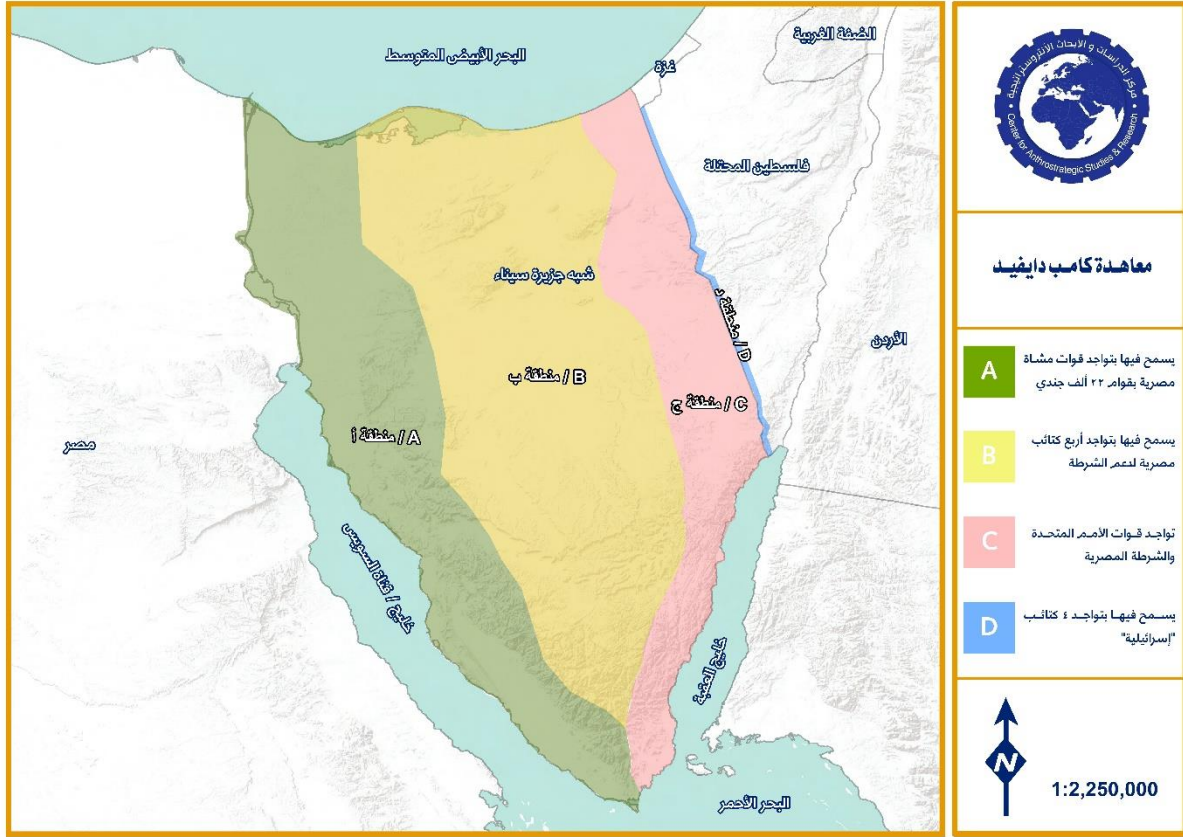 البحر الأبيض المتوسط
الضفة الغربية
غزة
فلسطين المحتلة
شبه جزيرة سيناء
منطقة د / D
الأردن
منطقة ب / B
منطقة ج / C
منطقة أ / A
مصر
خليج / قناة السويس
خليج العقبة
البحر الأحمر
مركز الدراسات و الأبحاث الأنتروستراتيجية
Center for Anthrostrategic Studies & Research
معاهدة كامب دايفيد
A
يسمح فيها بتواجد قوات مشاة
مصرية بقوام ٢٢ ألف جندي
B
يسمح فيها بتواجد أربع كتائب
مصرية لدعم الشرطة
C
تواجد قوات الأمم المتحدة
والشرطة المصرية
D
يسمح فيها بتواجد ٤ كتائب
"إسرائيلية"
N
1:2,250,000